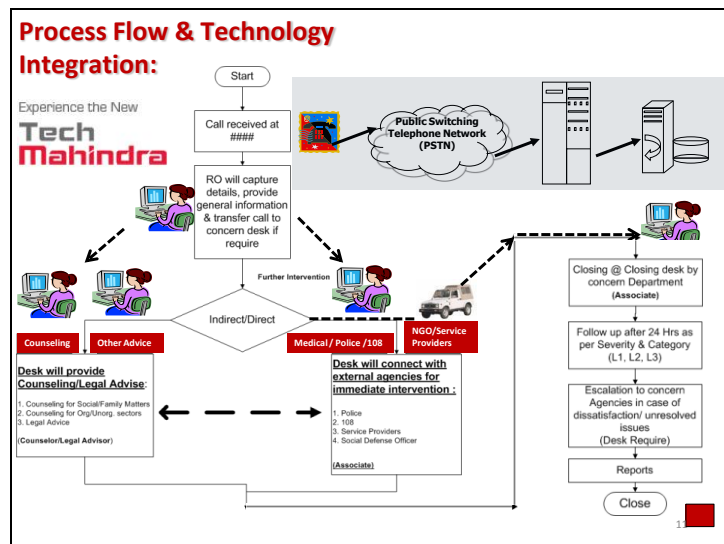 Process Flow & Technology
Integration:
Experience the New
Tech
Mahindra
Start
Call received at
####
RO will capture
details, provide
general information
& transfer call to
concern desk if
require
Public Switching
Telephone Network
(PSTN)
Further Intervention
Indirect/Direct
Counseling
Other Advice
Medical / Police /108
NGO/Service
Providers
Desk will provide
Counseling/Legal Advise:
1. Counseling for Social/Family Matters
2. Counseling for Org/Unorg. sectors
3. Legal Advice
(Counselor/Legal Advisor)
Desk will connect with
external agencies for
immediate intervention :
1. Police
2. 108
3. Service Providers
4. Social Defense Officer
(Associate)
Closing @ Closing desk by
concern Department
(Associate)
Follow up after 24 Hrs as
per Severity & Category
(L1, L2, L3)
Escalation to concern
Agencies in case of
dissatisfaction/ unresolved
issues
(Desk Require)
Reports
Close